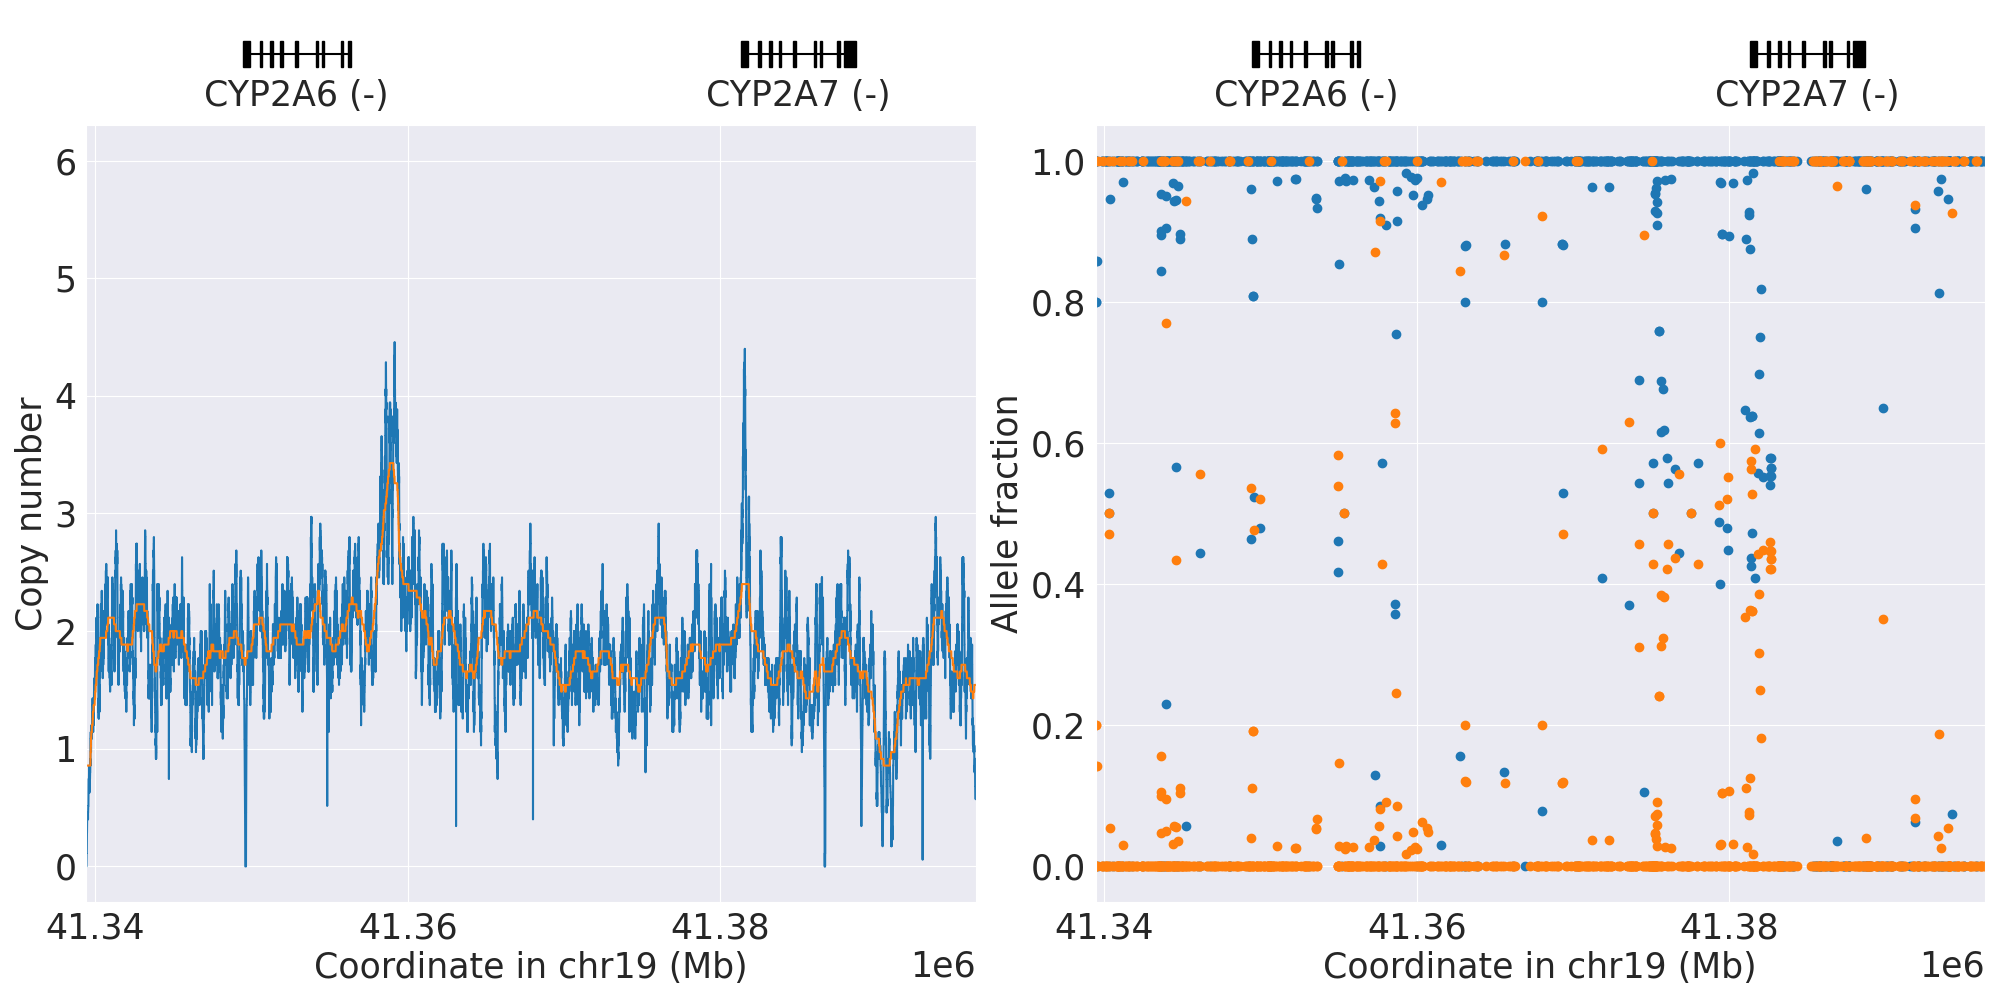 CYP2A6 (-) CYP2A7 (-)
CYP2A6 (-) CYP2A7 (-)
Copy number
6
5
4
3
2
1
0
41.34 41.36 41.38
Coordinate in chr19 (Mb) 1e6
Allele fraction
1.0
0.8
0.6
0.4
0.2
0.0
41.34 41.36 41.38
Coordinate in chr19 (Mb) 1e6